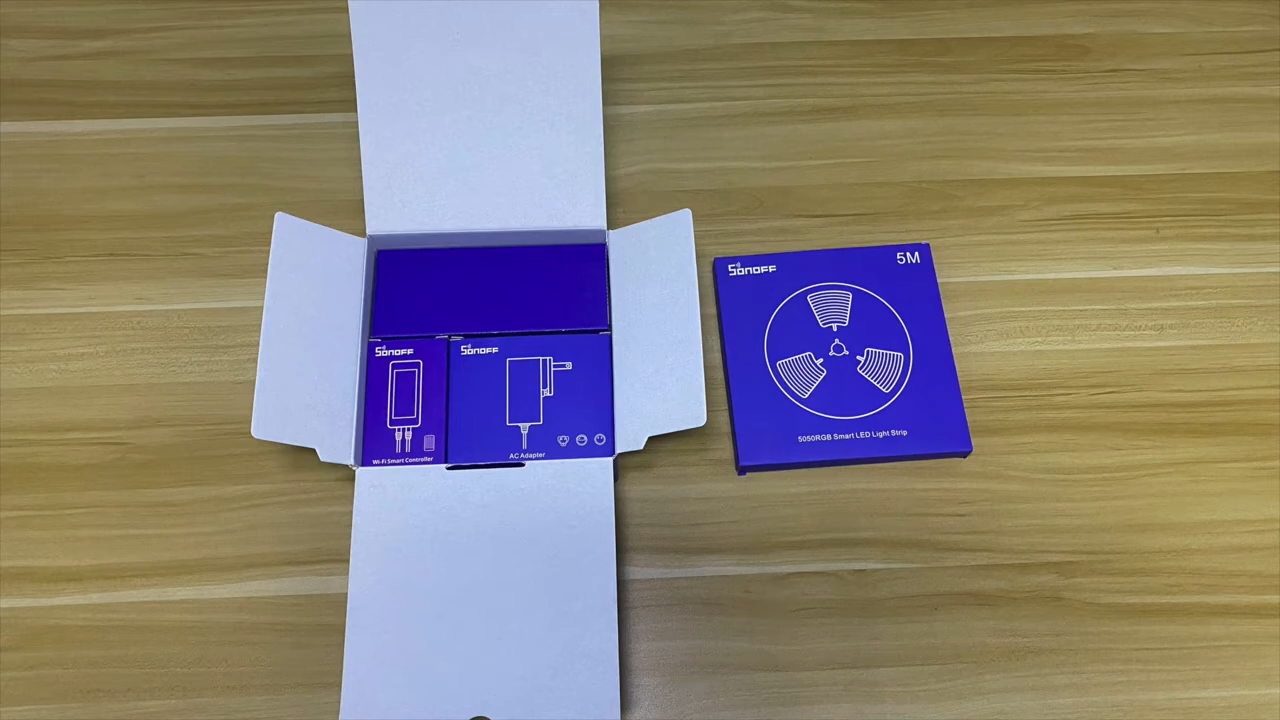 SONOFF
Wi-Fi Smart Controller
SONOFF
AC Adapter
SONOFF
5M
5050RGB Smart LED Light Strip